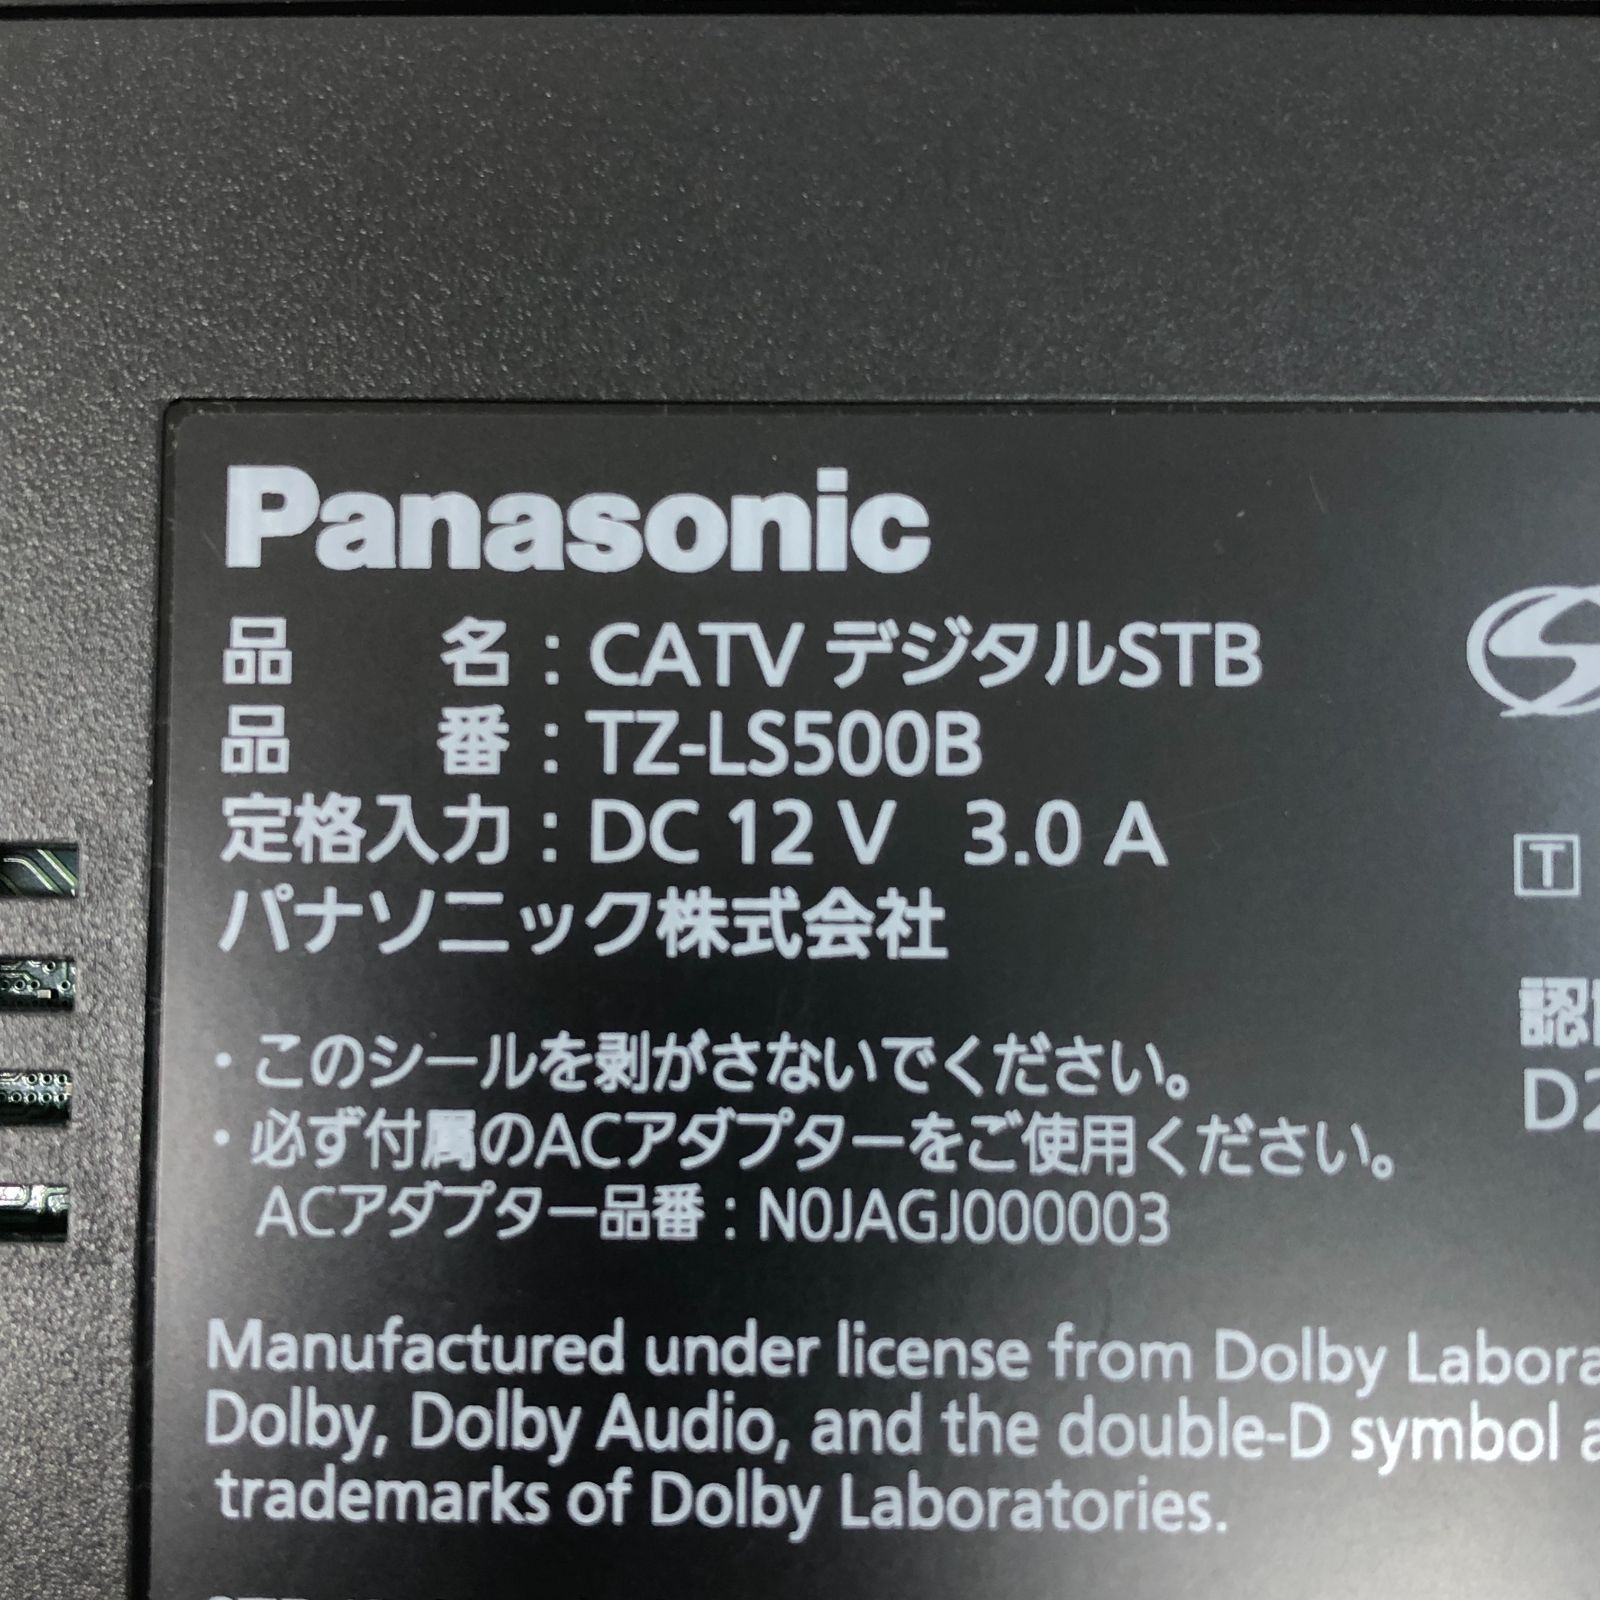 Panasonic
品 名 : CATV デジタルSTB
品 番 : TZ-LS500B
定格入力 : DC 12 V 3.0 A
パナソニック株式会社
T
・このシールを剥がさないでください。
・必ず付属のACアダプターをご使用ください。
ACアダプター品番 : N0JAGJ000003
D2
Manufactured under license from Dolby
Dolby, Dolby Audio, and the double-D symbol
trademarks of Dolby Laboratories.